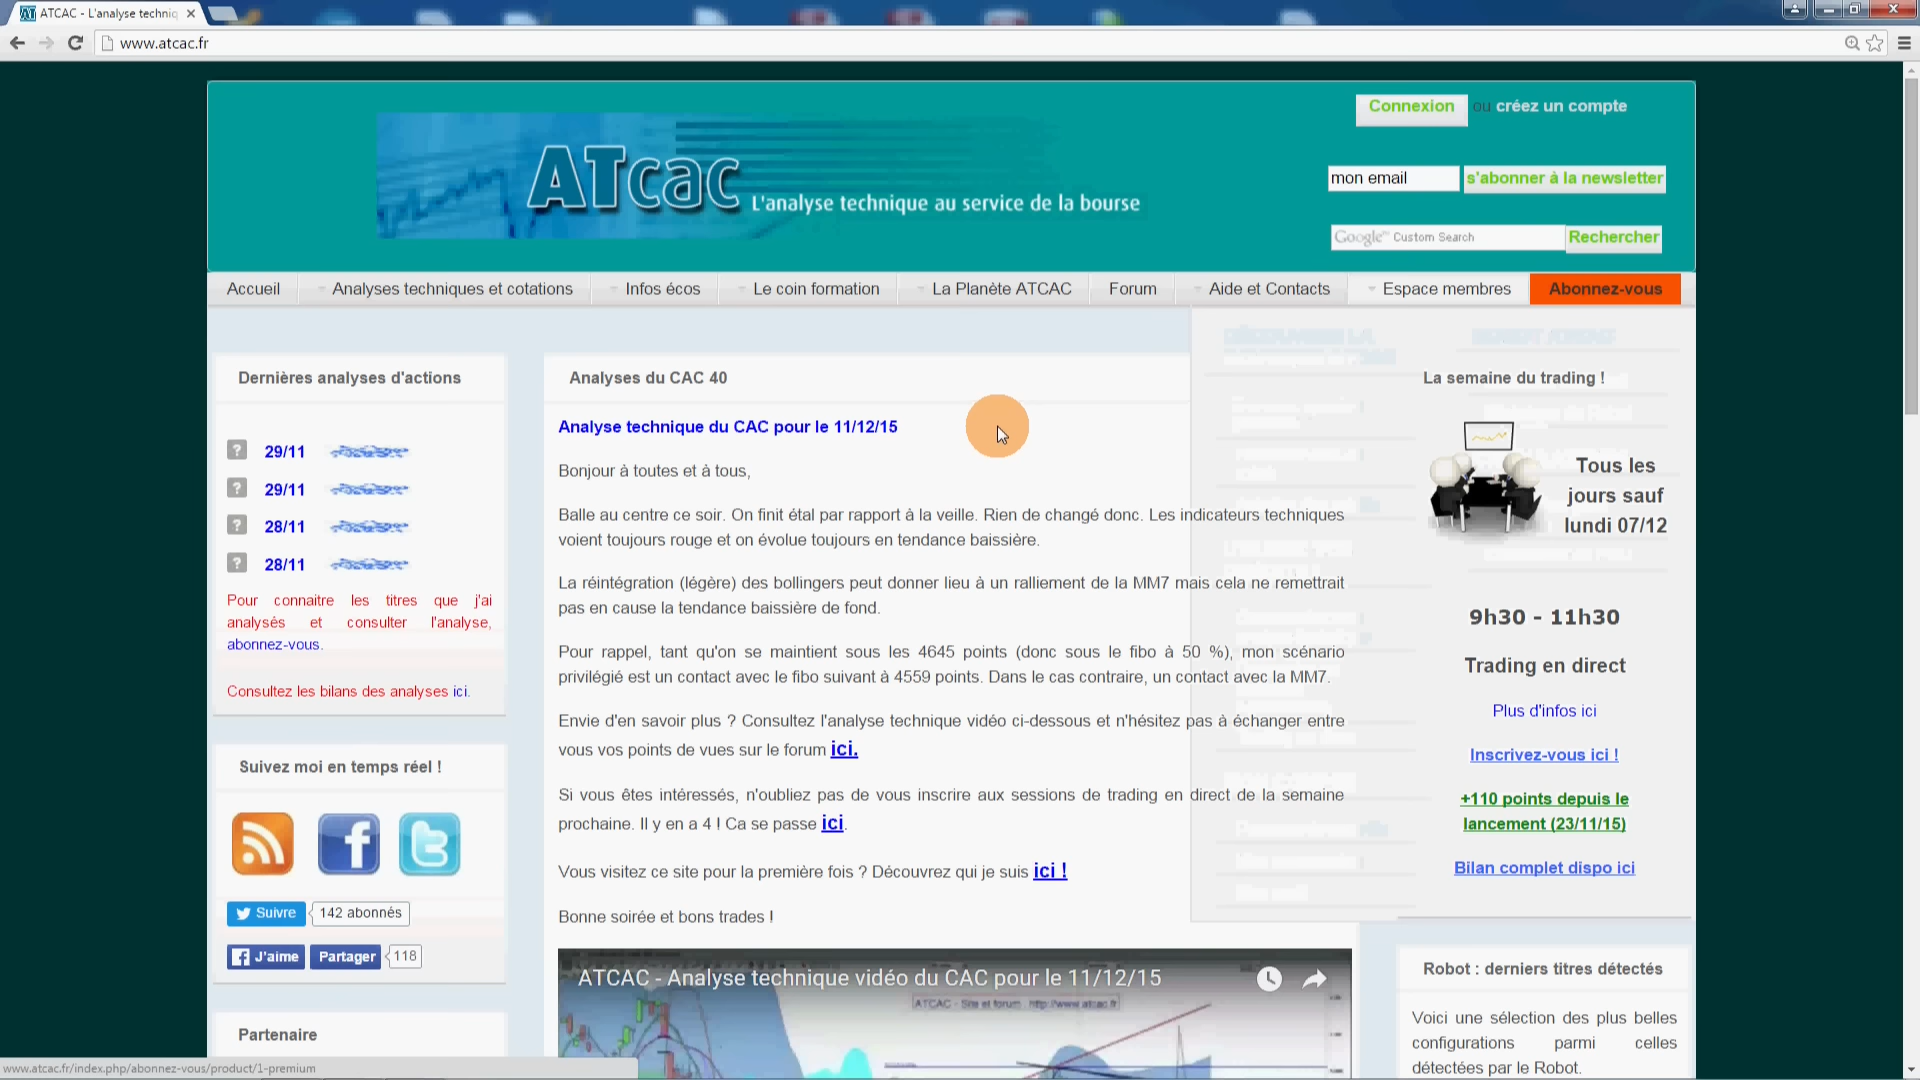 ATCAC - L'analyse techniq
www.atcac.fr
Connexion ou créez un compte
ATcac L'analyse technique au service de la bourse
mon email s'abonner à la newsletter
Google™ Custom Search Rechercher
Accueil Analyses techniques et cotations Infos écos Le coin formation La Planète ATCAC Forum Aide et Contacts Espace membres Abonnez-vous
Dernières analyses d'actions
29/11
29/11
28/11
28/11
Pour connaitre les titres que j'ai
analysés et consulter l'analyse,
abonnez-vous.
Consultez les bilans des analyses ici.
Suivez moi en temps réel !
Suivre 142 abonnés
J'aime Partager 118
Partenaire
Analyses du CAC 40
Analyse technique du CAC pour le 11/12/15
Bonjour à toutes et à tous,
Balle au centre ce soir. On finit étal par rapport à la veille. Rien de changé donc. Les indicateurs techniques
voient toujours rouge et on évolue toujours en tendance baissière.
La réintégration (légère) des bollingers peut donner lieu à un ralliement de la MM7 mais cela ne remettrait
pas en cause la tendance baissière de fond.
Pour rappel, tant qu'on se maintient sous les 4645 points (donc sous le fibo à 50 %), mon scénario
privilégié est un contact avec le fibo suivant à 4559 points. Dans le cas contraire, un contact avec la MM7.
Envie d'en savoir plus ? Consultez l'analyse technique vidéo ci-dessous et n'hésitez pas à échanger entre
vous vos points de vues sur le forum ici.
Si vous êtes intéressés, n'oubliez pas de vous inscrire aux sessions de trading en direct de la semaine
prochaine. Il y en a 4 ! Ca se passe ici.
Vous visitez ce site pour la première fois ? Découvrez qui je suis ici !
Bonne soirée et bons trades !
ATCAC - Analyse technique vidéo du CAC pour le 11/12/15
ATCAC - Site et forum : http://www.atcac.fr
La semaine du trading !
Tous les
jours sauf
lundi 07/12
9h30 - 11h30
Trading en direct
Plus d'infos ici
Inscrivez-vous ici !
+110 points depuis le
lancement (23/11/15)
Bilan complet dispo ici
Robot : derniers titres détectés
Voici une sélection des plus belles
configurations parmi celles
détectées par le Robot.
www.atcac.fr/index.php/abonnez-vous/product/1-premium